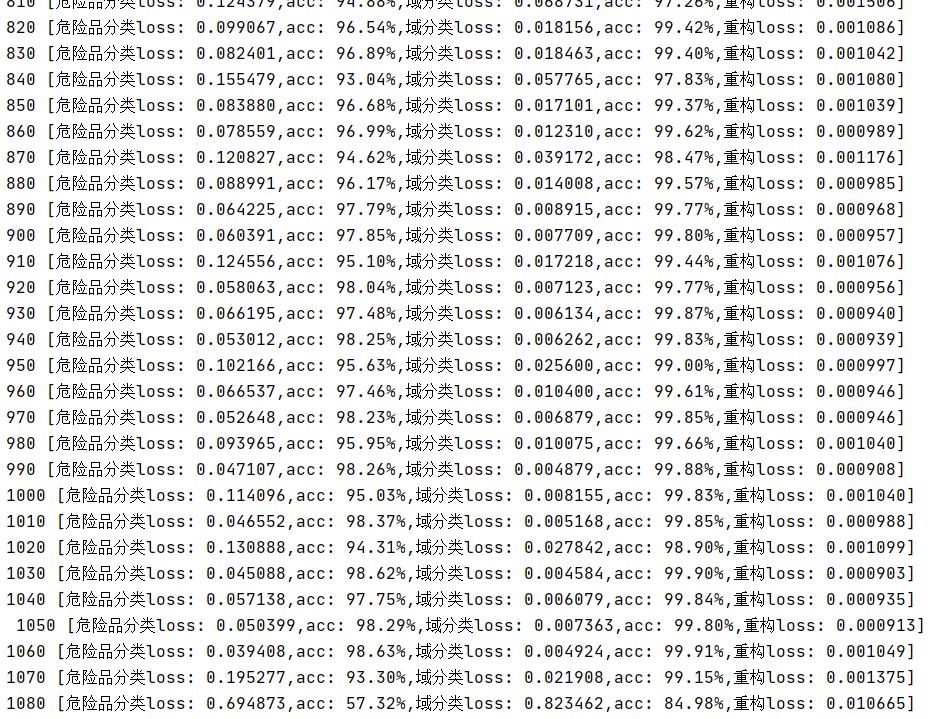 810 [危险品分类loss: 0.124379,acc: 94.88%,域分类loss: 0.068731,acc: 97.26%,重构loss: 0.001506]
820 [危险品分类loss: 0.099067,acc: 96.54%,域分类loss: 0.018156,acc: 99.42%,重构loss: 0.001086]
830 [危险品分类loss: 0.082401,acc: 96.89%,域分类loss: 0.018463,acc: 99.40%,重构loss: 0.001042]
840 [危险品分类loss: 0.155479,acc: 93.04%,域分类loss: 0.057765,acc: 97.83%,重构loss: 0.001080]
850 [危险品分类loss: 0.083880,acc: 96.68%,域分类loss: 0.017101,acc: 99.37%,重构loss: 0.001039]
860 [危险品分类loss: 0.078559,acc: 96.99%,域分类loss: 0.012310,acc: 99.62%,重构loss: 0.000989]
870 [危险品分类loss: 0.120827,acc: 94.62%,域分类loss: 0.039172,acc: 98.47%,重构loss: 0.001176]
880 [危险品分类loss: 0.088991,acc: 96.17%,域分类loss: 0.014008,acc: 99.57%,重构loss: 0.000985]
890 [危险品分类loss: 0.064225,acc: 97.79%,域分类loss: 0.008915,acc: 99.77%,重构loss: 0.000968]
900 [危险品分类loss: 0.060391,acc: 97.85%,域分类loss: 0.007709,acc: 99.80%,重构loss: 0.000957]
910 [危险品分类loss: 0.124556,acc: 95.10%,域分类loss: 0.017218,acc: 99.44%,重构loss: 0.001076]
920 [危险品分类loss: 0.058063,acc: 98.04%,域分类loss: 0.007123,acc: 99.77%,重构loss: 0.000956]
930 [危险品分类loss: 0.066195,acc: 97.48%,域分类loss: 0.006134,acc: 99.87%,重构loss: 0.000940]
940 [危险品分类loss: 0.053012,acc: 98.25%,域分类loss: 0.006262,acc: 99.83%,重构loss: 0.000939]
950 [危险品分类loss: 0.102166,acc: 95.63%,域分类loss: 0.025600,acc: 99.00%,重构loss: 0.000997]
960 [危险品分类loss: 0.066537,acc: 97.46%,域分类loss: 0.010400,acc: 99.61%,重构loss: 0.000946]
970 [危险品分类loss: 0.052648,acc: 98.23%,域分类loss: 0.006879,acc: 99.85%,重构loss: 0.000946]
980 [危险品分类loss: 0.093965,acc: 95.95%,域分类loss: 0.010075,acc: 99.66%,重构loss: 0.001040]
990 [危险品分类loss: 0.047107,acc: 98.26%,域分类loss: 0.004879,acc: 99.88%,重构loss: 0.000908]
1000 [危险品分类loss: 0.114096,acc: 95.03%,域分类loss: 0.008155,acc: 99.83%,重构loss: 0.001040]
1010 [危险品分类loss: 0.046552,acc: 98.37%,域分类loss: 0.005168,acc: 99.85%,重构loss: 0.000988]
1020 [危险品分类loss: 0.130888,acc: 94.31%,域分类loss: 0.027842,acc: 98.90%,重构loss: 0.001099]
1030 [危险品分类loss: 0.045088,acc: 98.62%,域分类loss: 0.004584,acc: 99.90%,重构loss: 0.000903]
1040 [危险品分类loss: 0.057138,acc: 97.75%,域分类loss: 0.006079,acc: 99.84%,重构loss: 0.000935]
1050 [危险品分类loss: 0.050399,acc: 98.29%,域分类loss: 0.007363,acc: 99.80%,重构loss: 0.000913]
1060 [危险品分类loss: 0.039408,acc: 98.63%,域分类loss: 0.004924,acc: 99.91%,重构loss: 0.001049]
1070 [危险品分类loss: 0.195277,acc: 93.30%,域分类loss: 0.021908,acc: 99.15%,重构loss: 0.001375]
1080 [危险品分类loss: 0.694873,acc: 57.32%,域分类loss: 0.823462,acc: 84.98%,重构loss: 0.010665]